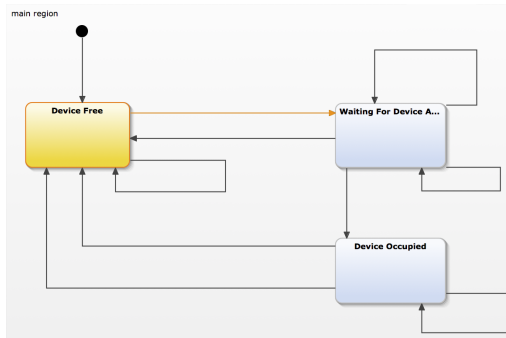 main region
Device Free
Waiting For Device A...
Device Occupied